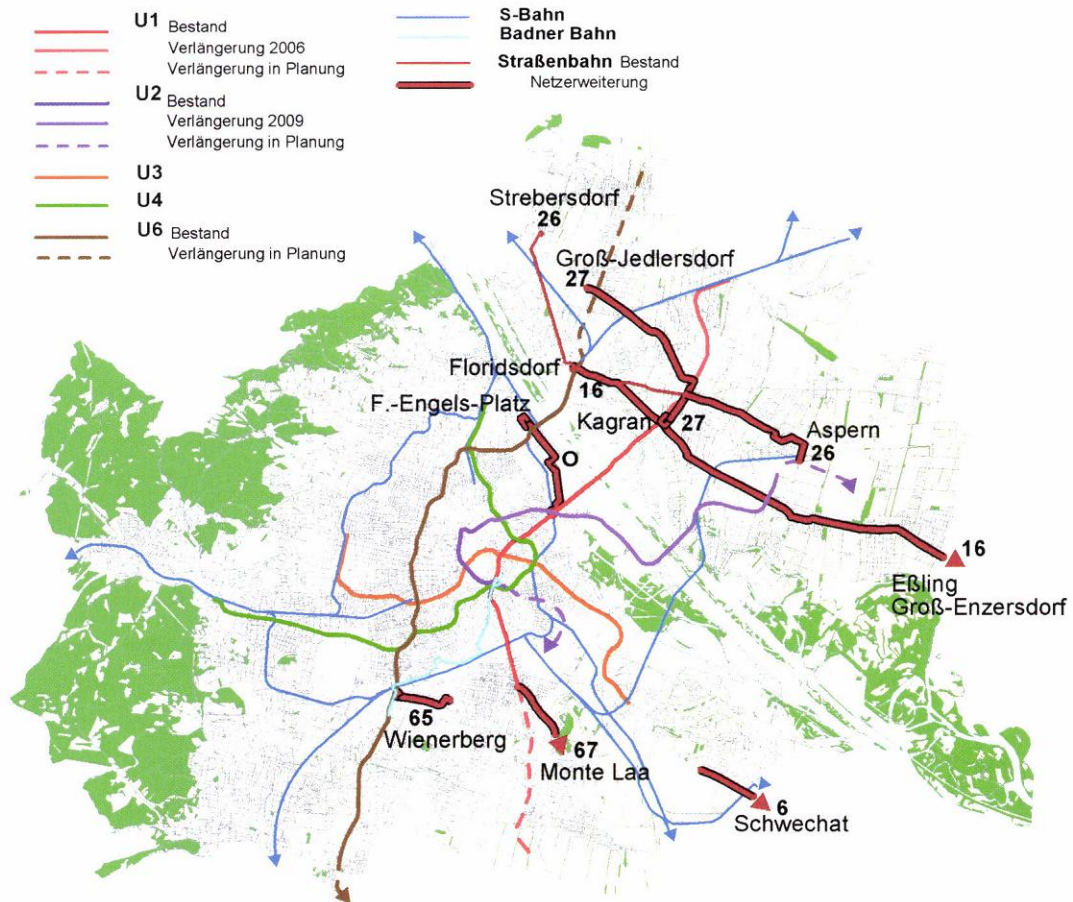 U1 Bestand
Verlängerung 2006
Verlängerung in Planung
U2 Bestand
Verlängerung 2009
Verlängerung in Planung
U3
U4
U6 Bestand
Verlängerung in Planung
S-Bahn
Badner Bahn
Straßenbahn Bestand
Netzerweiterung
Strebersdorf
26
Groß-Jedlersdorf
27
Floridsdorf
16
F.-Engels-Platz
Kagran
27
Aspern
26
O
16
Eßling
Groß-Enzersdorf
65
Wienerberg
67
Monte Laa
6
Schwechat